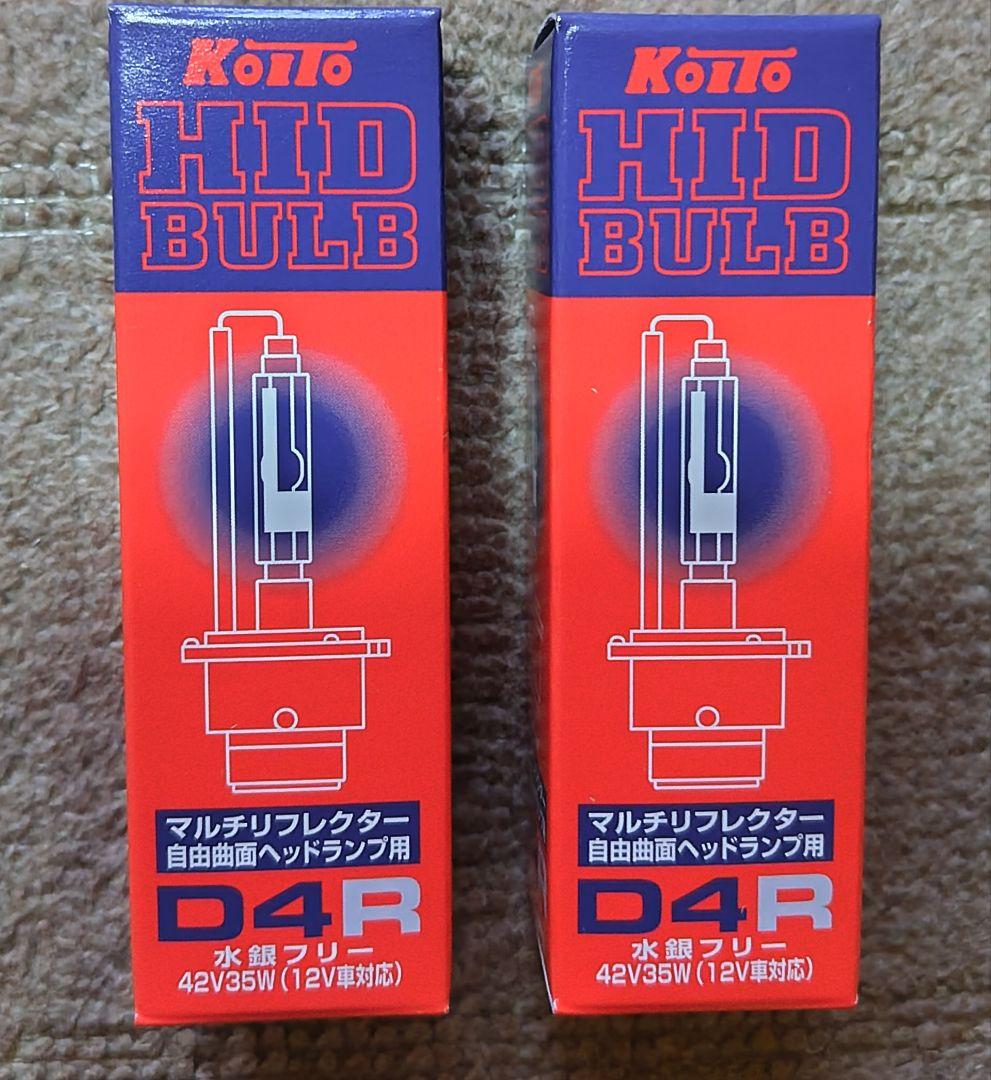 KOITO
HID
BULB
マルチリフレクター
自由曲面ヘッドランプ用
D4R
水銀フリー
42V35W(12V車対応)
KOITO
HID
BULB
マルチリフレクター
自由曲面ヘッドランプ用
D4R
水銀フリー
42V35W(12V車対応)